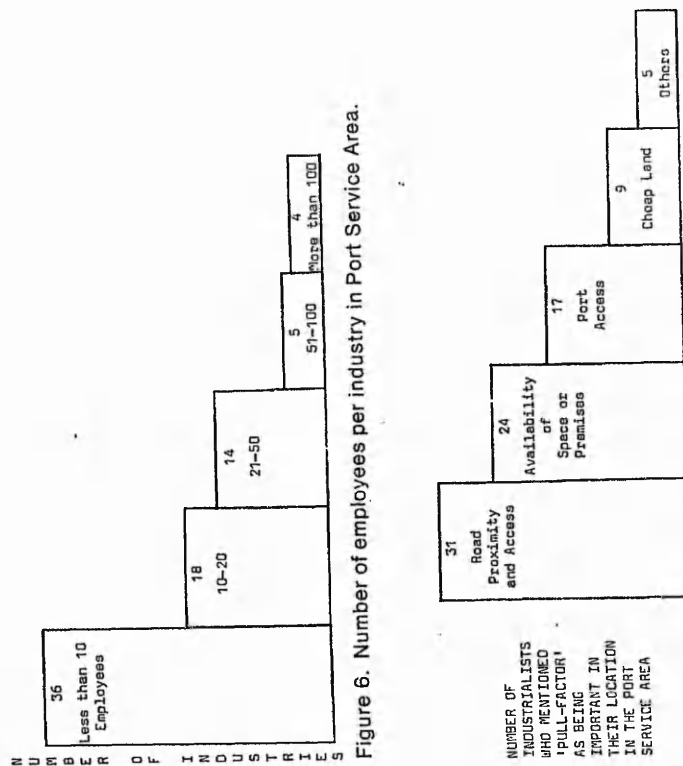 NUMBER OF INDUSTRIES
36
Less than 10
Employees
18
10-20
14
21-50
5
51-100
4
More than 100
Figure 6. Number of employees per industry in Port Service Area.
NUMBER OF
INDUSTRIALISTS
WHO MENTIONED
'PULL-FACTOR'
AS BEING
IMPORTANT IN
THEIR LOCATION
IN THE PORT
SERVICE AREA
31
Road
Proximity
and Access
24
Availability
of
Space or
Premises
17
Port
Access
9
Cheap Land
5
Others